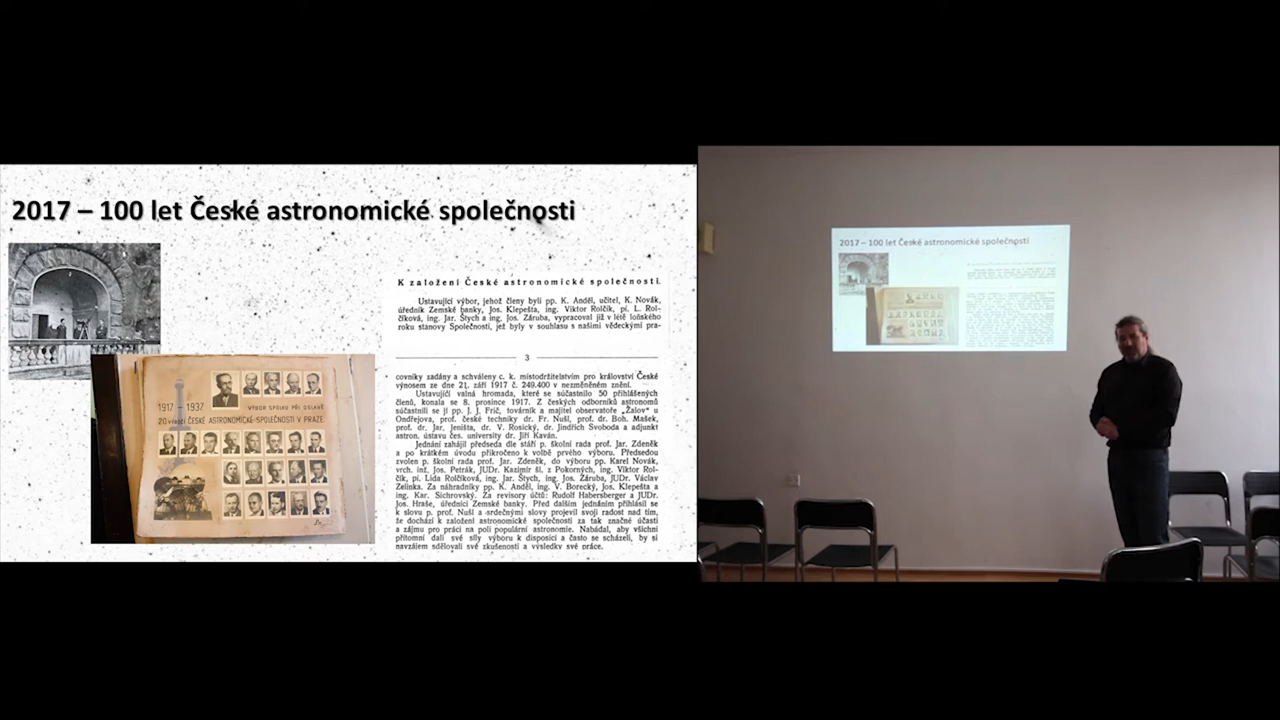 2017 – 100 let České astronomické společnosti
K založení České astronomické společnosti.
Ustavující výbor, jehož členy byli pp. K. Anděl, učitel, K. Novák,
úředník Zemské banky, Jos. Klepešta, ing. Viktor Rolčík, pí. L. Rol-
číková, ing. Jar. Štych a ing. Jos. Záruba, vypracoval již v létě loňského
roku stanovy Společnosti, jež byly v souhlasu s našimi vědeckými pra-
3
covníky zadány a schváleny c. k. místodržitelstvím pro království České
výnosem ze dne 21. září 1917 č. 249.400 v nezměněném znění.
Ustavující valná hromada, které se súčastnilo 50 přihlášených
členů, konala se 8. prosince 1917. Z českých odborníků astronomů
súčastnili se jí pp. J. J. Frič, továrník a majitel observatoře „Žalov“ u
Ondřejova, prof. české techniky dr. Fr. Nušl, prof. dr. Boh. Mašek,
prof. dr. Jar. Jeništa, dr. V. Rosický, dr. Jindřich Svoboda a adjunkt
astron. ústavu čes. university dr. Jiří Kaván.
Jednání zahájil předseda dle stáří p. školní rada prof. Jar. Zdeněk
a po krátkém úvodu přikročeno k volbě prvého výboru. Předsedou
zvolen p. školní rada prof. Jar. Zdeněk, do výboru pp. Karel Novák,
vrch. inž. Jos. Petrák, JUDr. Kazimír šl. z Pokorných, ing. Viktor Rol-
čík, pí. Lída Rolčíková, ing. Jar. Štych, ing. Jos. Záruba, JUDr. Václav
Zelinka. Za náhradníky pp. K. Anděl, ing. V. Borecký, Jos. Klepešta a
ing. Kar. Sichrovský. Za revisory účtů: Rudolf Habersberger a JUDr.
Jos. Hraše, úředníci Zemské banky. Před dalším jednáním přihlásil se
k slovu p. prof. Nušl a srdečnými slovy projevil svoji radost nad tím,
že dochází k založení astronomické společnosti za tak značné účasti
a zájmu pro práci na poli populární astronomie. Nabádal, aby všichni
přítomní dali své síly výboru k disposici a často se scházeli, by si
navzájem sdělovali své zkušenosti a výsledky své práce.
1917 – 1937 VÝBOR SPOLKU PŘI OSLAVĚ
20 VÝROČÍ ČESKÉ ASTRONOMICKÉ SPOLEČNOSTI V PRAZE
2017 – 100 let České astronomické společnosti